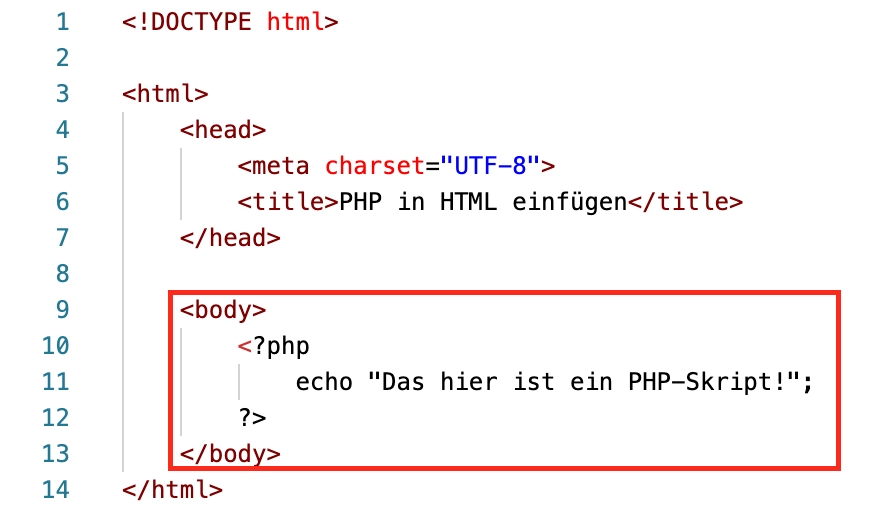 1 <!DOCTYPE html>
2
3 <html>
4 <head>
5 <meta charset="UTF-8">
6 <title>PHP in HTML einfügen</title>
7 </head>
8
9 <body>
10 <?php
11 echo "Das hier ist ein PHP-Skript!";
12 ?>
13 </body>
14 </html>